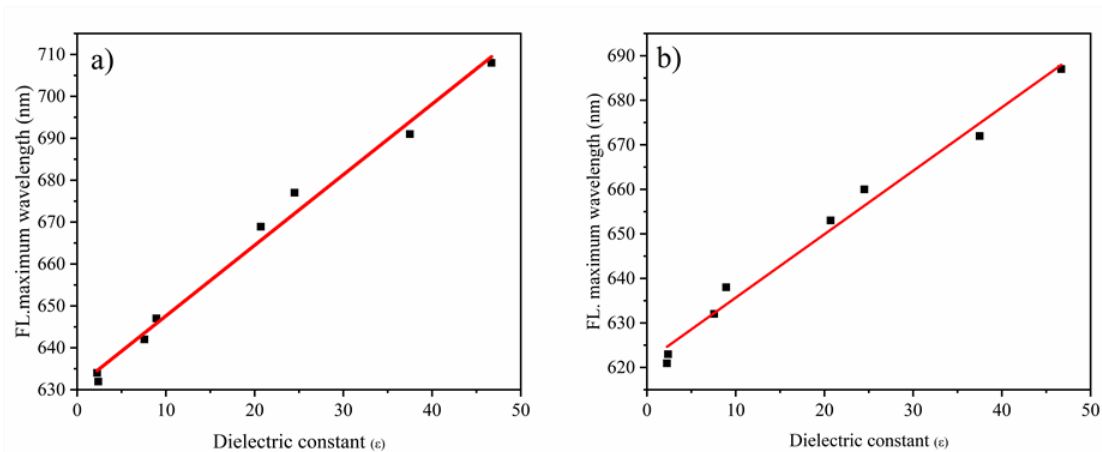 a)
FL.maximum wavelength (nm)
710
700
690
680
670
660
650
640
630
0 10 20 30 40 50
Dielectric constant (ε)
b)
FL. maximum wavelength (nm)
690
680
670
660
650
640
630
620
0 10 20 30 40 50
Dielectric constant (ε)